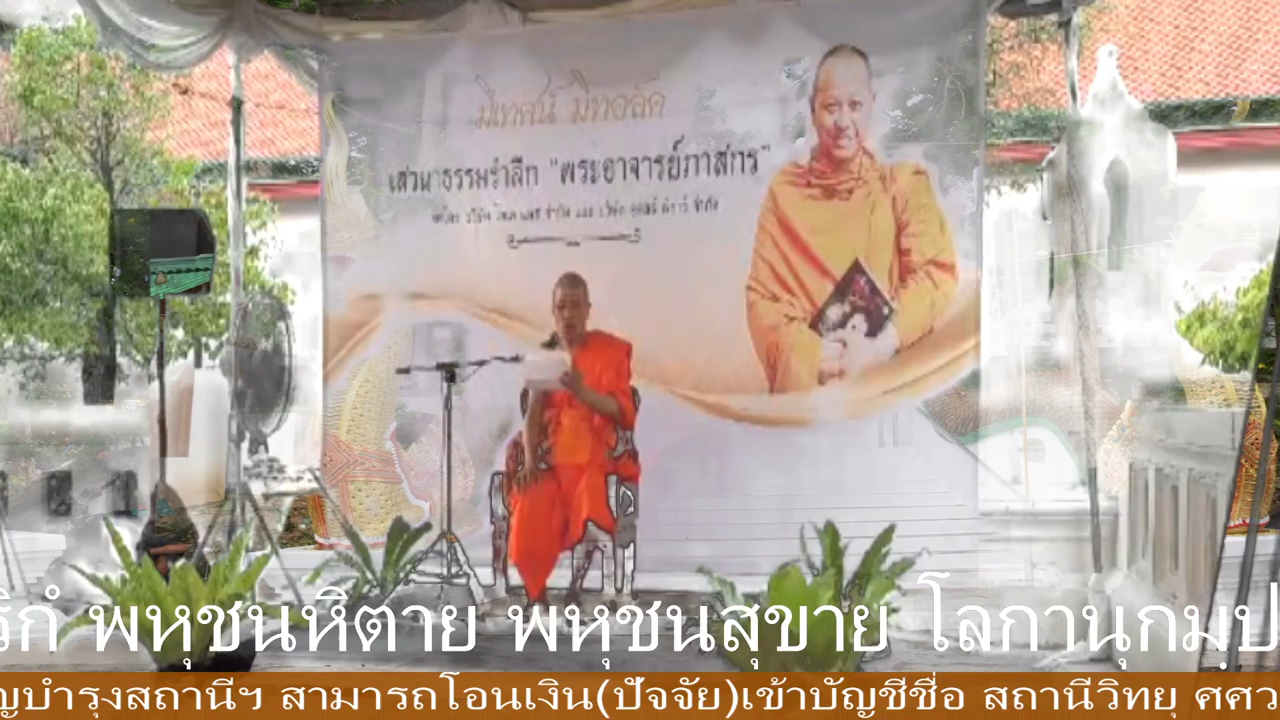 มีเทศน์ มีทอล์ค
เสวนาธรรมรำลึก "พระอาจารย์ภาสกร"
ริกํ พหุชนหิตาย พหุชนสุขาย โลกานุกมฺป
ญบำรุงสถานีฯ สามารถโอนเงิน(ปัจจัย)เข้าบัญชีชื่อ สถานีวิทยุ ศศว